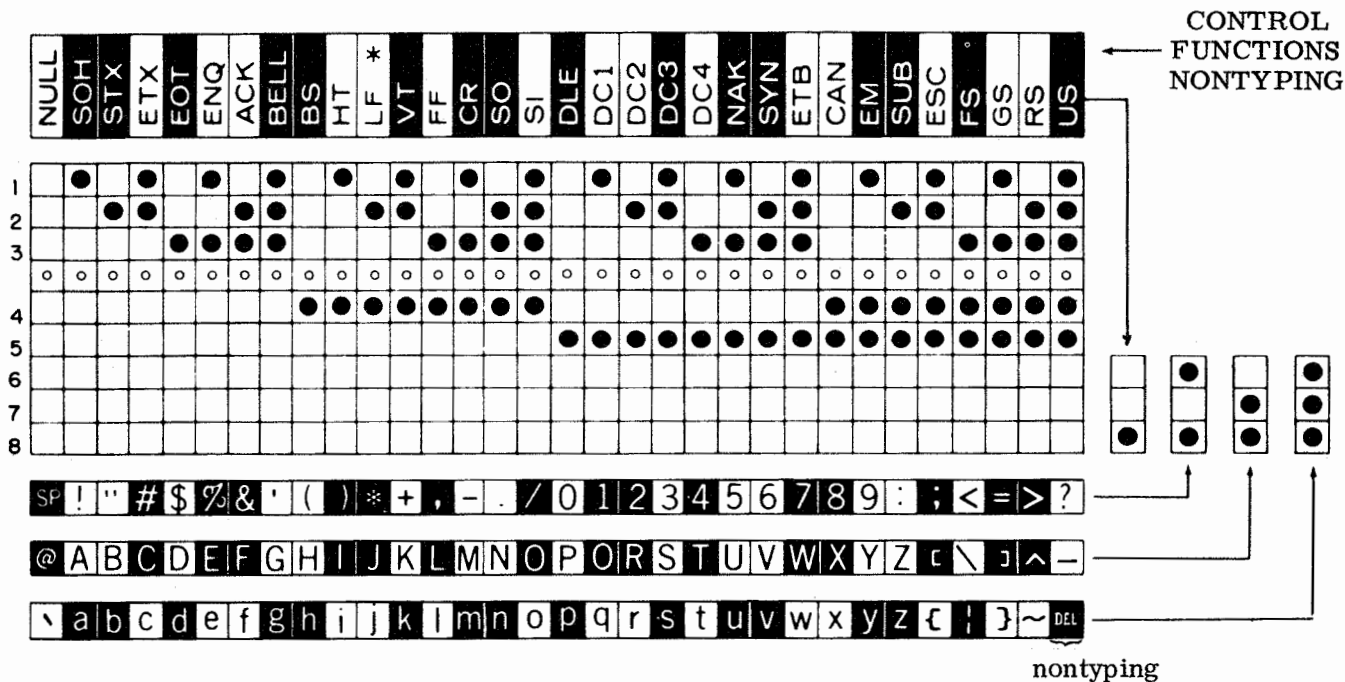 CONTROL
FUNCTIONS
NONTYPING
NULL SOH STX ETX EOT ENQ ACK BELL BS HT LF * VT FF CR SO SI DLE DC1 DC2 DC3 DC4 NAK SYN ETB CAN EM SUB ESC FS GS RS US
1
2
3
4
5
6
7
8
SP ! " # $ % & ' ( ) * + , - . / 0 1 2 3 4 5 6 7 8 9 : ; < = > ?
@ A B C D E F G H I J K L M N O P O R S T U V W X Y Z [ \ ] ^ _
` a b c d e f g h i j k l m n o p q r s t u v w x y z { ¦ } ~ DEL
nontyping